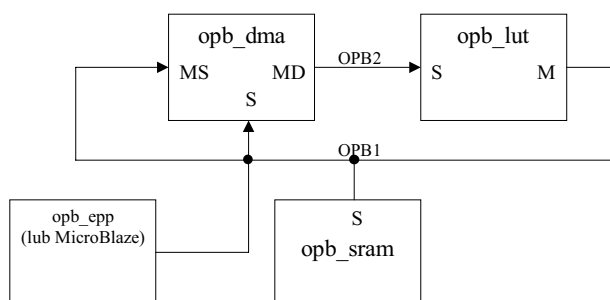 opb_dma
opb_lut
MS
MD
OPB2
S
M
S
OPB1
opb_epp
(lub MicroBlaze)
S
opb_sram